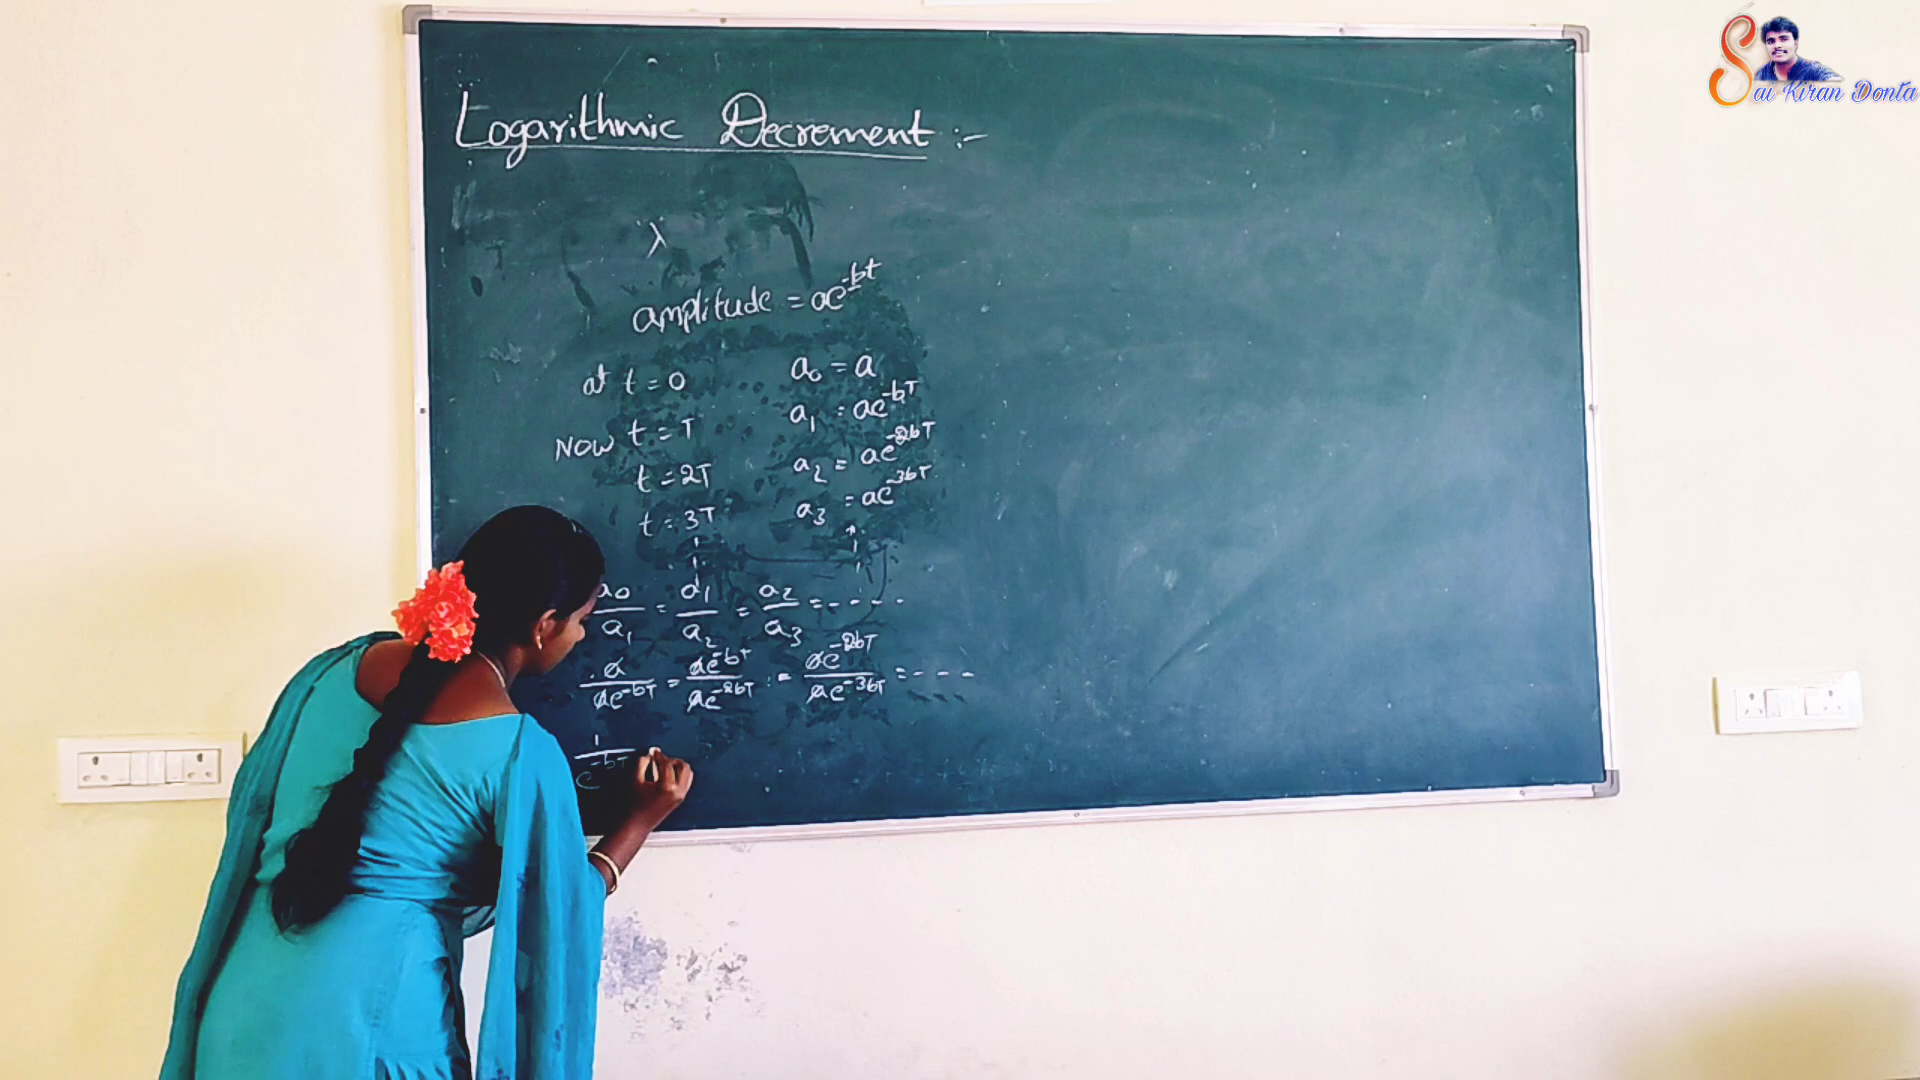 Logarithmic Decrement :-
λ
amplitude = ae^-bt
at t = 0 a₀ = a
NOW t = T a₁ = ae^-bT
t = 2T a₂ = ae^-2bT
t = 3T a₃ = ae^-3bT
a₀/a₁ = a₁/a₂ = a₂/a₃ = - - - -
a/ae^-bT = ae^-bT/ae^-2bT = ae^-2bT/ae^-3bT = - - -
1/e^-bT
Sai Kiran Donta